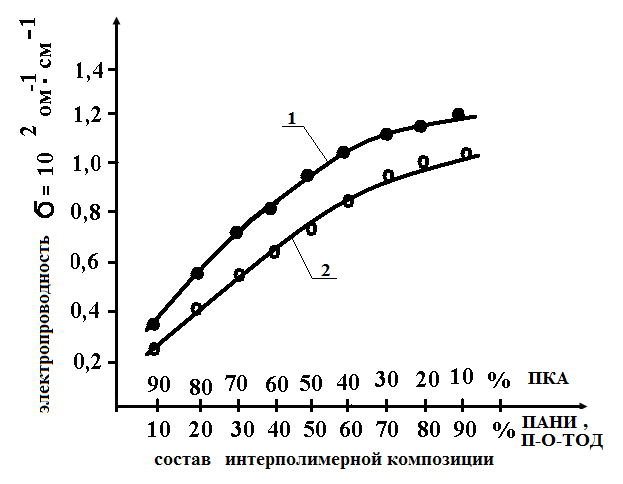 электропроводность σ = 10² ом⁻¹ · см⁻¹
1,4
1,2
1,0
0,8
0,6
0,4
0,2
1
2
90 80 70 60 50 40 30 20 10 % ПКА
10 20 30 40 50 60 70 80 90 % ПАНИ ,
П-О-ТОД
состав интерполимерной композиции